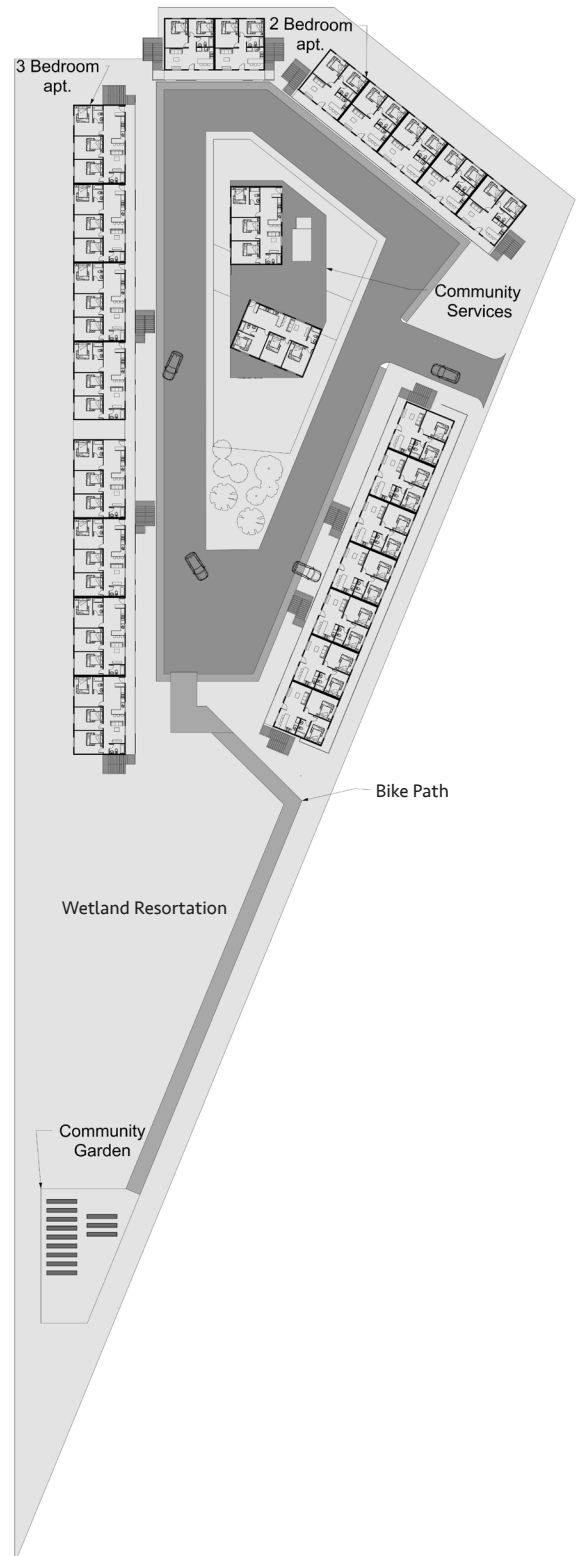 2 Bedroom
apt.
3 Bedroom
apt.
Community
Services
Bike Path
Wetland Resortation
Community
Garden